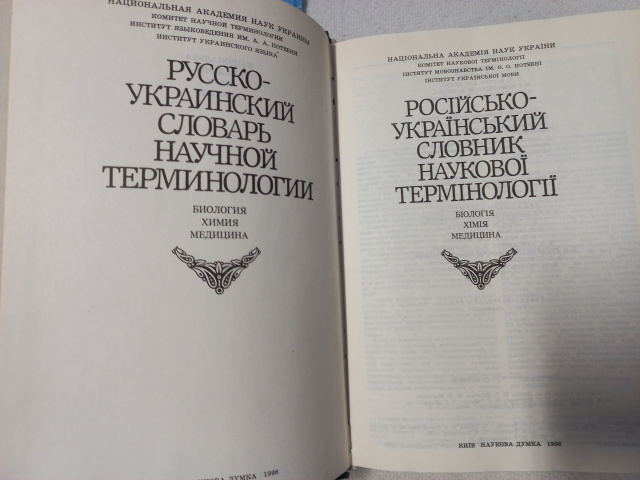 НАЦИОНАЛЬНАЯ АКАДЕМИЯ НАУК УКРАИНЫ
КОМИТЕТ НАУЧНОЙ ТЕРМИНОЛОГИИ
ИНСТИТУТ ЯЗЫКОВЕДЕНИЯ ИМ. А. А. ПОТЕБНИ
ИНСТИТУТ УКРАИНСКОГО ЯЗЫКА
РУССКО-
УКРАИНСКИЙ
СЛОВАРЬ
НАУЧНОЙ
ТЕРМИНОЛОГИИ
БИОЛОГИЯ
ХИМИЯ
МЕДИЦИНА
ДУМКА 1996
НАЦІОНАЛЬНА АКАДЕМІЯ НАУК УКРАЇНИ
КОМІТЕТ НАУКОВОЇ ТЕРМІНОЛОГІЇ
ІНСТИТУТ МОВОЗНАВСТВА ІМ. О. О. ПОТЕБНІ
ІНСТИТУТ УКРАЇНСЬКОЇ МОВИ
РОСІЙСЬКО-
УКРАЇНСЬКИЙ
СЛОВНИК
НАУКОВОЇ
ТЕРМІНОЛОГІЇ
БІОЛОГІЯ
ХІМІЯ
МЕДИЦИНА
КИЇВ НАУКОВА ДУМКА 1996